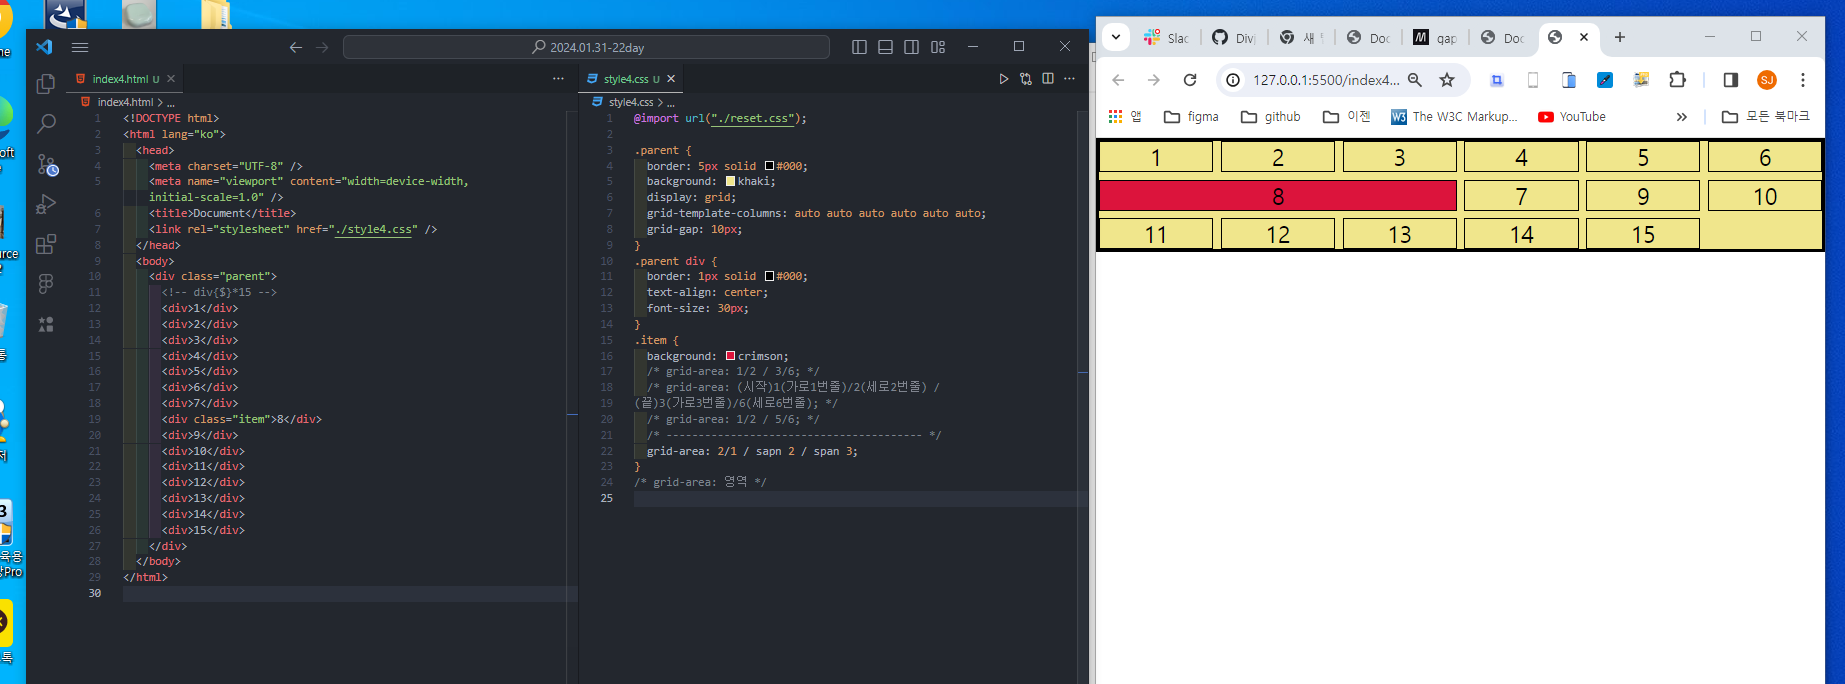 2024.01.31-22day
index4.html U
index4.html > ...
1 <!DOCTYPE html>
2 <html lang="ko">
3 <head>
4 <meta charset="UTF-8" />
5 <meta name="viewport" content="width=device-width,
initial-scale=1.0" />
6 <title>Document</title>
7 <link rel="stylesheet" href="./style4.css" />
8 </head>
9 <body>
10 <div class="parent">
11 <!-- div{$}*15 -->
12 <div>1</div>
13 <div>2</div>
14 <div>3</div>
15 <div>4</div>
16 <div>5</div>
17 <div>6</div>
18 <div>7</div>
19 <div class="item">8</div>
20 <div>9</div>
21 <div>10</div>
22 <div>11</div>
23 <div>12</div>
24 <div>13</div>
25 <div>14</div>
26 <div>15</div>
27 </div>
28 </body>
29 </html>
30
style4.css U
style4.css > ...
1 @import url("./reset.css");
2
3 .parent {
4 border: 5px solid #000;
5 background: khaki;
6 display: grid;
7 grid-template-columns: auto auto auto auto auto auto;
8 grid-gap: 10px;
9 }
10 .parent div {
11 border: 1px solid #000;
12 text-align: center;
13 font-size: 30px;
14 }
15 .item {
16 background: crimson;
17 /* grid-area: 1/2 / 3/6; */
18 /* grid-area: (시작)1(가로1번줄)/2(세로2번줄) /
19 (끝)3(가로3번줄)/6(세로6번줄); */
20 /* grid-area: 1/2 / 5/6; */
21 /* ---------------------------------------- */
22 grid-area: 2/1 / sapn 2 / span 3;
23 }
24 /* grid-area: 영역 */
25
Slac
Div
새
Doc
gap
Doc
127.0.0.1:5500/index4...
SJ
앱
figma
github
이젠
W3 The W3C Markup...
YouTube
모든 북마크
1 2 3 4 5 6
8 7 9 10
11 12 13 14 15